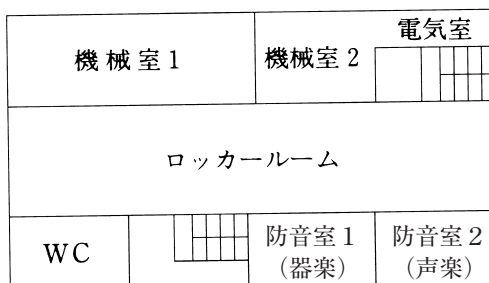 電気室
機械室1
機械室2
ロッカールーム
WC
防音室1
(器楽)
防音室2
(声楽)